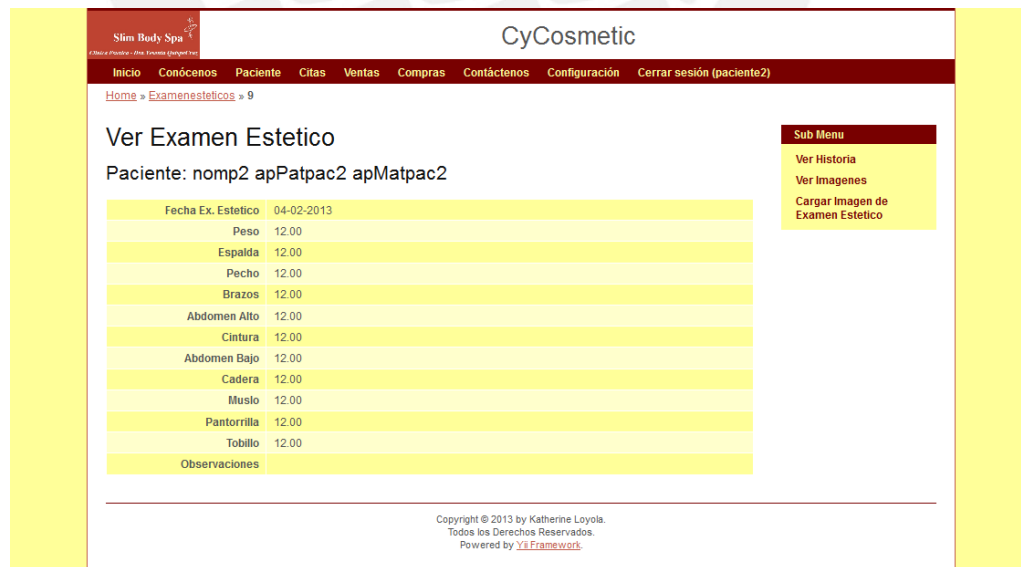 Slim Body Spa
CyCosmetic
Inicio Conócenos Paciente Citas Ventas Compras Contáctenos Configuración Cerrar sesión (paciente2)
Home » Examenesteticos » 9
Ver Examen Estetico
Paciente: nomp2 apPatpac2 apMatpac2
Fecha Ex. Estetico 04-02-2013
Peso 12.00
Espalda 12.00
Pecho 12.00
Brazos 12.00
Abdomen Alto 12.00
Cintura 12.00
Abdomen Bajo 12.00
Cadera 12.00
Muslo 12.00
Pantorrilla 12.00
Tobillo 12.00
Observaciones
Sub Menu
Ver Historia
Ver Imagenes
Cargar Imagen de
Examen Estetico
Copyright © 2013 by Katherine Loyola.
Todos los Derechos Reservados.
Powered by Yii Framework.